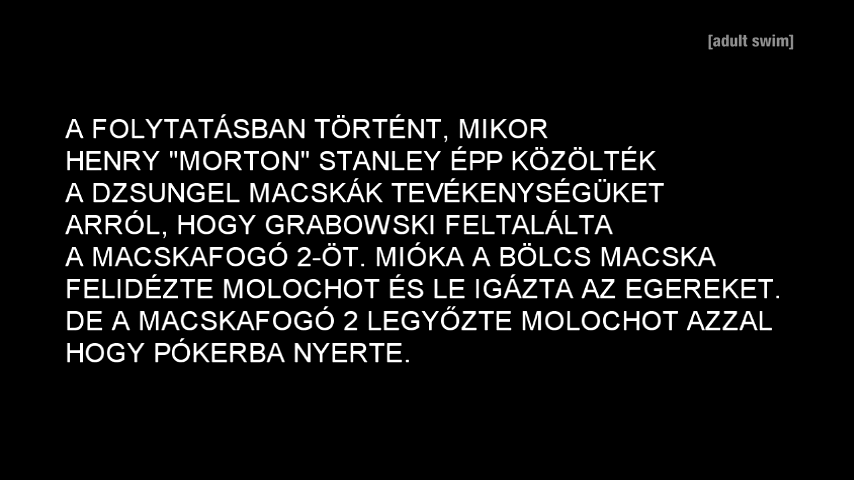 [adult swim]
A FOLYTATÁSBAN TÖRTÉNT, MIKOR
HENRY "MORTON" STANLEY ÉPP KÖZÖLTÉK
A DZSUNGEL MACSKÁK TEVÉKENYSÉGÜKET
ARRÓL, HOGY GRABOWSKI FELTALÁLTA
A MACSKAFOGÓ 2-ÖT. MIÓKA A BÖLCS MACSKA
FELIDÉZTE MOLOCHOT ÉS LE IGÁZTA AZ EGEREKET.
DE A MACSKAFOGÓ 2 LEGYŐZTE MOLOCHOT AZZAL
HOGY PÓKERBA NYERTE.